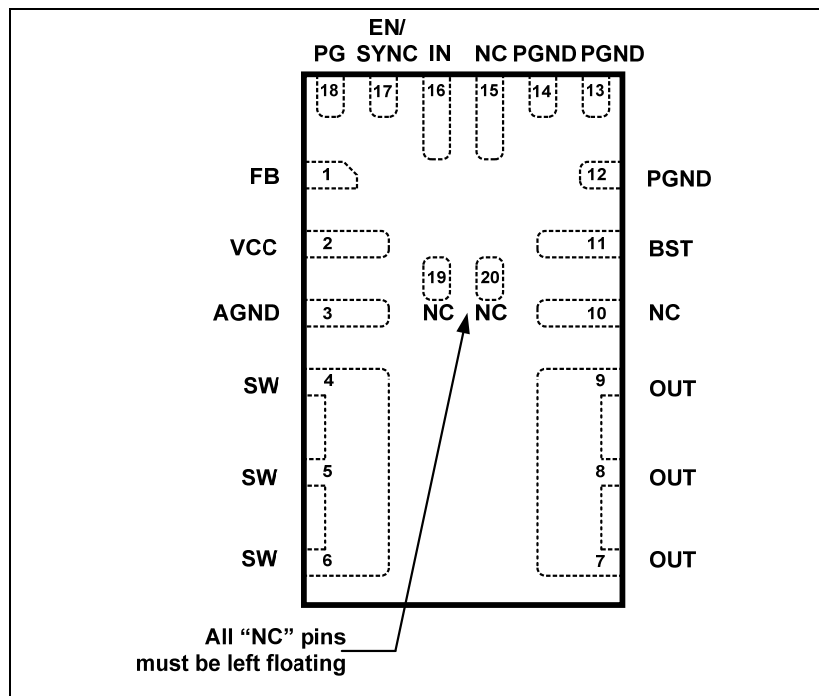 EN/
PG SYNC IN NC PGND PGND
18 17 16 15 14 13
FB 1 12 PGND
VCC 2 11 BST
19 20
AGND 3 NC NC 10 NC
SW 4 9 OUT
SW 5 8 OUT
SW 6 7 OUT
All “NC” pins
must be left floating